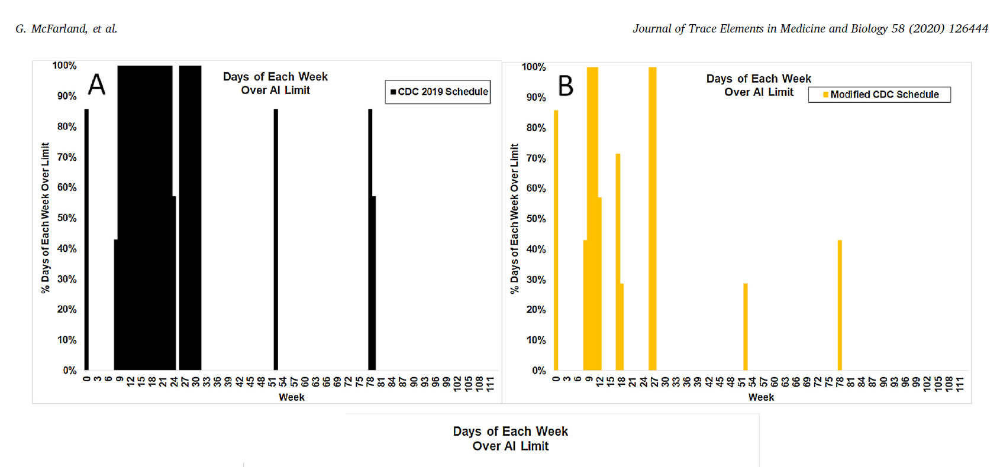 G. McFarland, et al.
Journal of Trace Elements in Medicine and Biology 58 (2020) 126444
A
Days of Each Week
Over Al Limit
CDC 2019 Schedule
% Days of Each Week Over Limit
100%
90%
80%
70%
60%
50%
40%
30%
20%
10%
0%
0 3 6 9 12 15 18 21 24 27 30 33 36 39 42 45 48 51 54 57 60 63 66 69 72 75 78 81 84 87 90 93 96 99 102 105 108 111
Week
B
Days of Each Week
Over Al Limit
Modified CDC Schedule
% Days of Each Week Over Limit
100%
90%
80%
70%
60%
50%
40%
30%
20%
10%
0%
0 3 6 9 12 15 18 21 24 27 30 33 36 39 42 45 48 51 54 57 60 63 66 69 72 75 78 81 84 87 90 93 96 99 102 105 108 111
Week
Days of Each Week
Over Al Limit